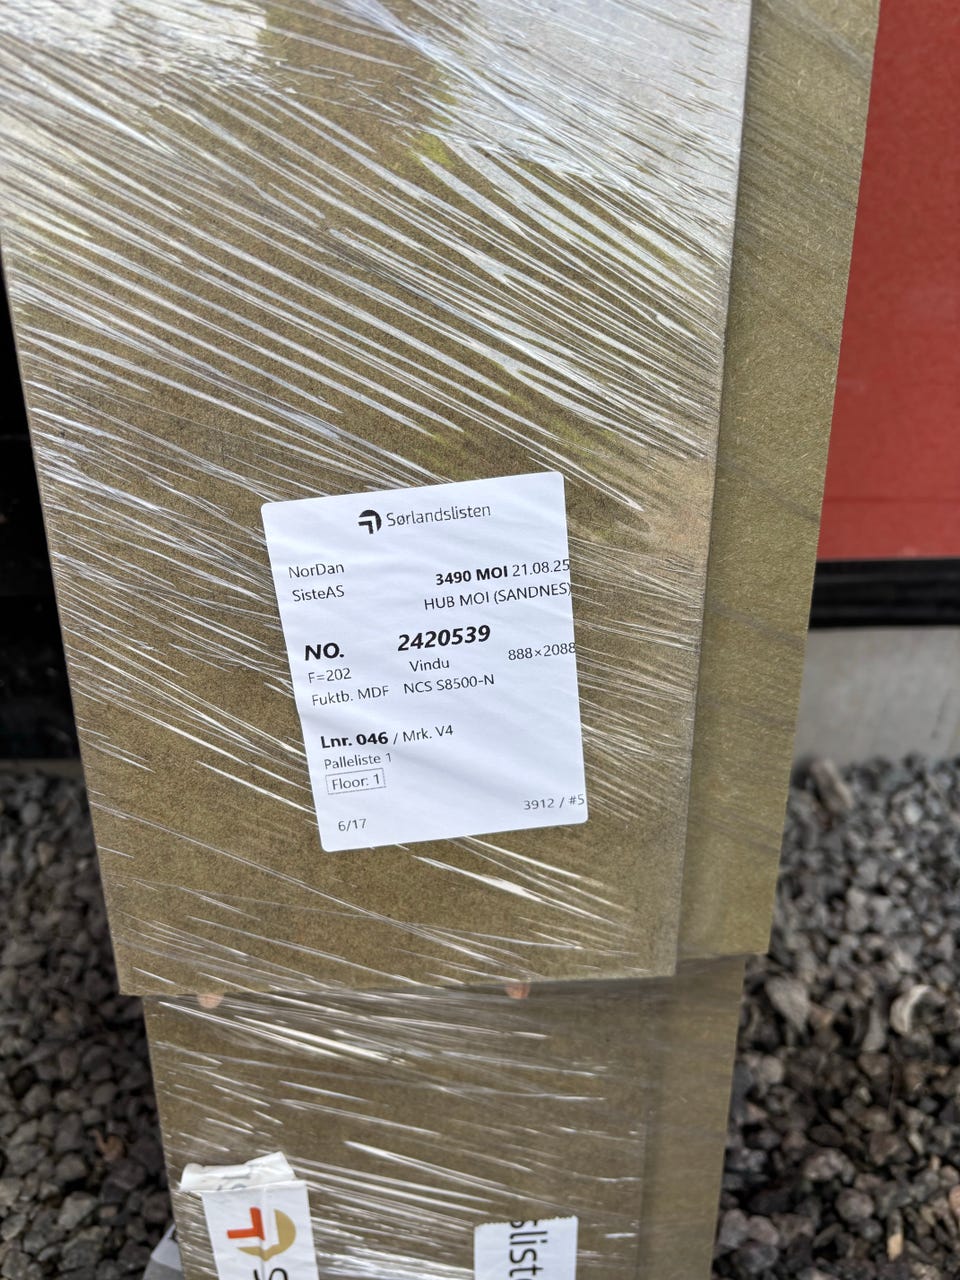 Sørlandslisten
NorDan
3490 MOI 21.08.25
SisteAS
HUB MOI (SANDNES)
NO. 2420539
F=202 Vindu 888×2088
Fuktb. MDF NCS S8500-N
Lnr. 046 / Mrk. V4
Palleliste 1
Floor: 1
6/17 3912 / #5
slist